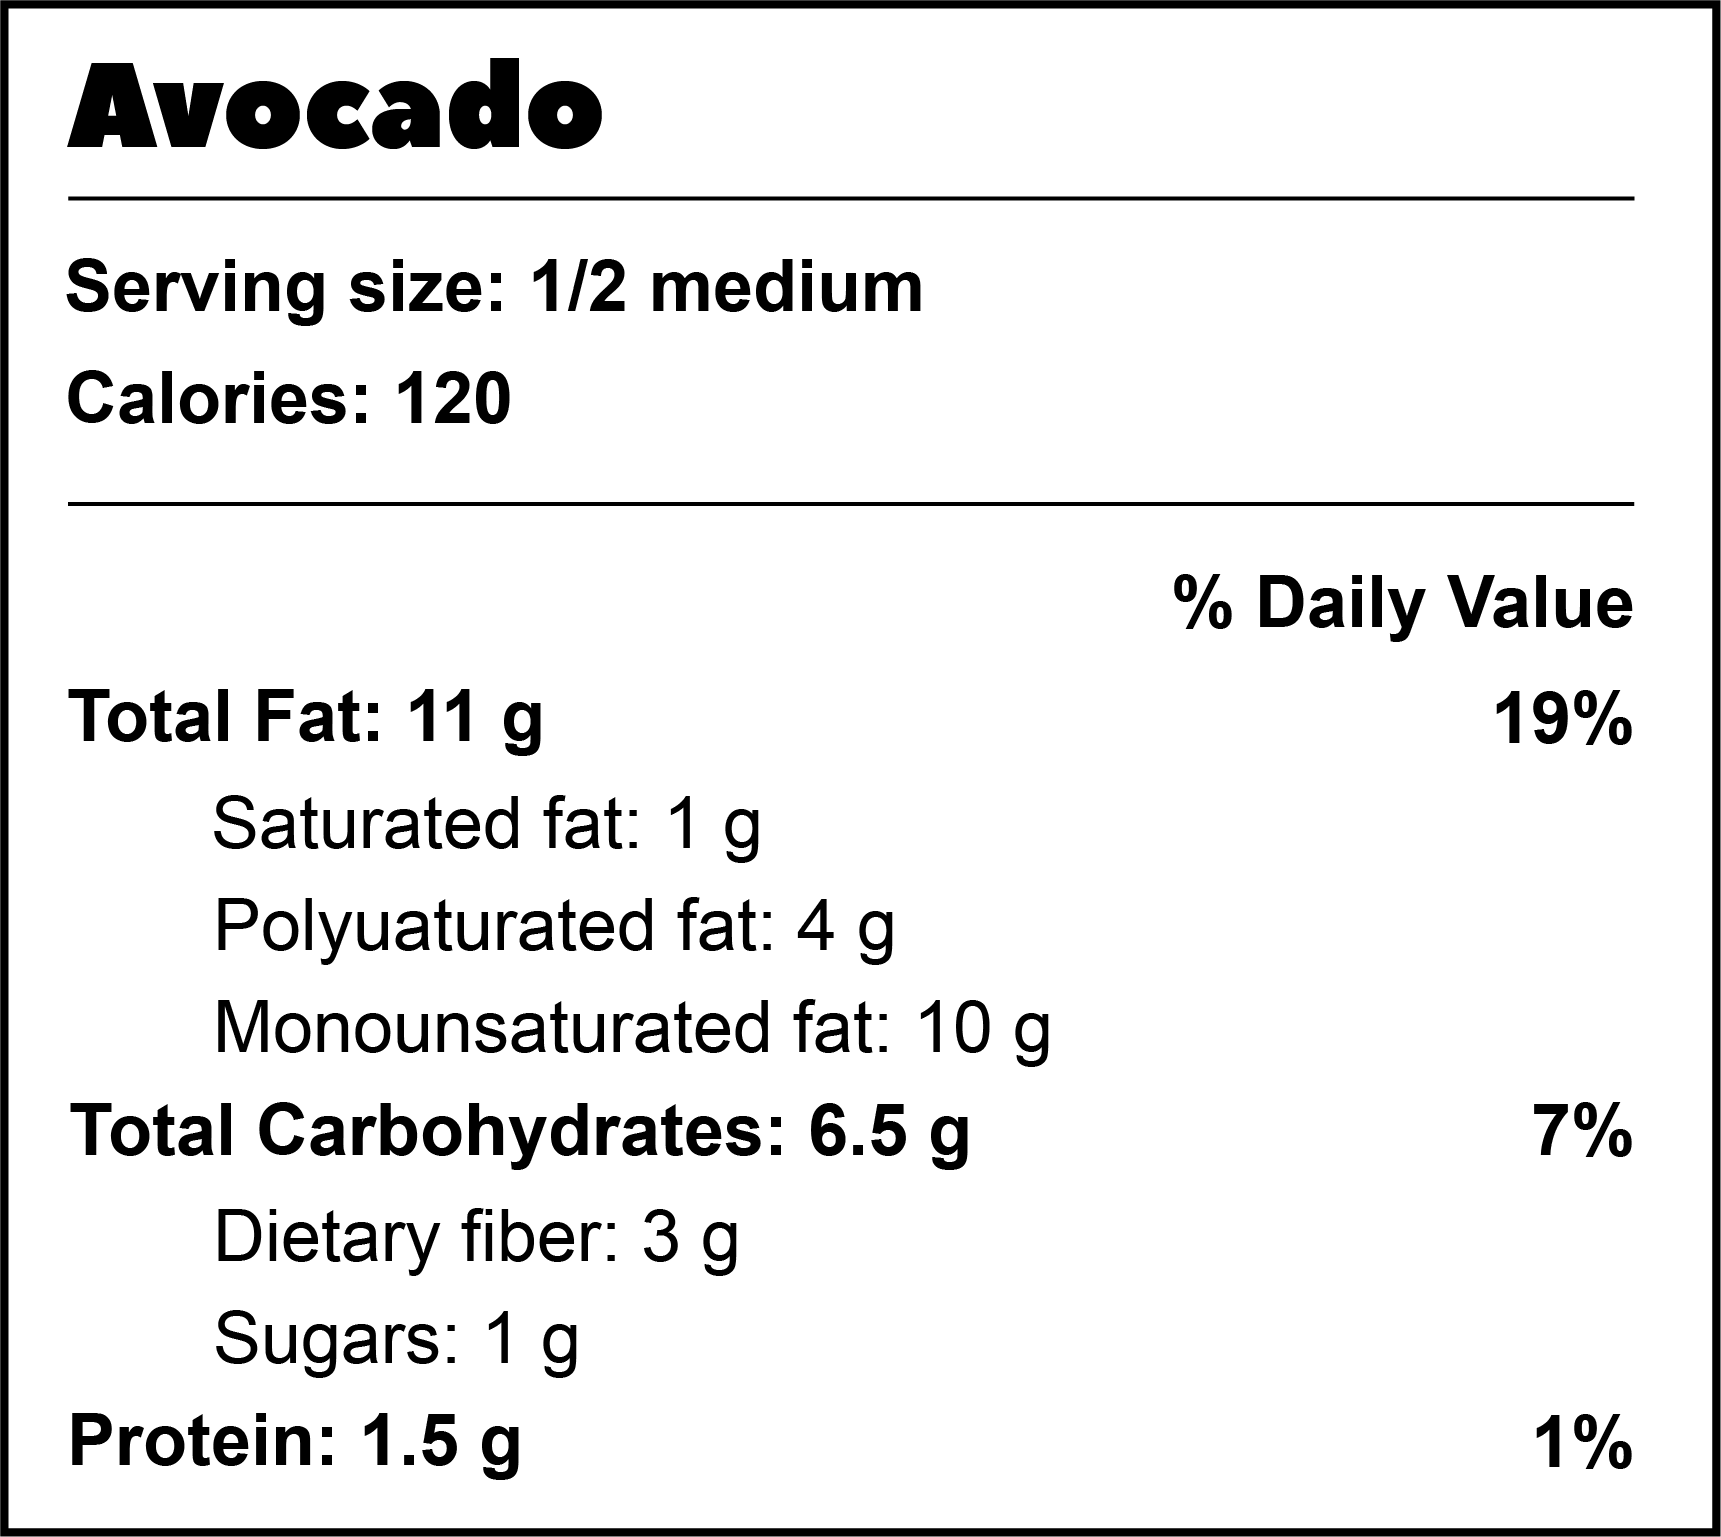 Avocado
Serving size: 1/2 medium
Calories: 120
% Daily Value
Total Fat: 11 g 19%
Saturated fat: 1 g
Polyuaturated fat: 4 g
Monounsaturated fat: 10 g
Total Carbohydrates: 6.5 g 7%
Dietary fiber: 3 g
Sugars: 1 g
Protein: 1.5 g 1%